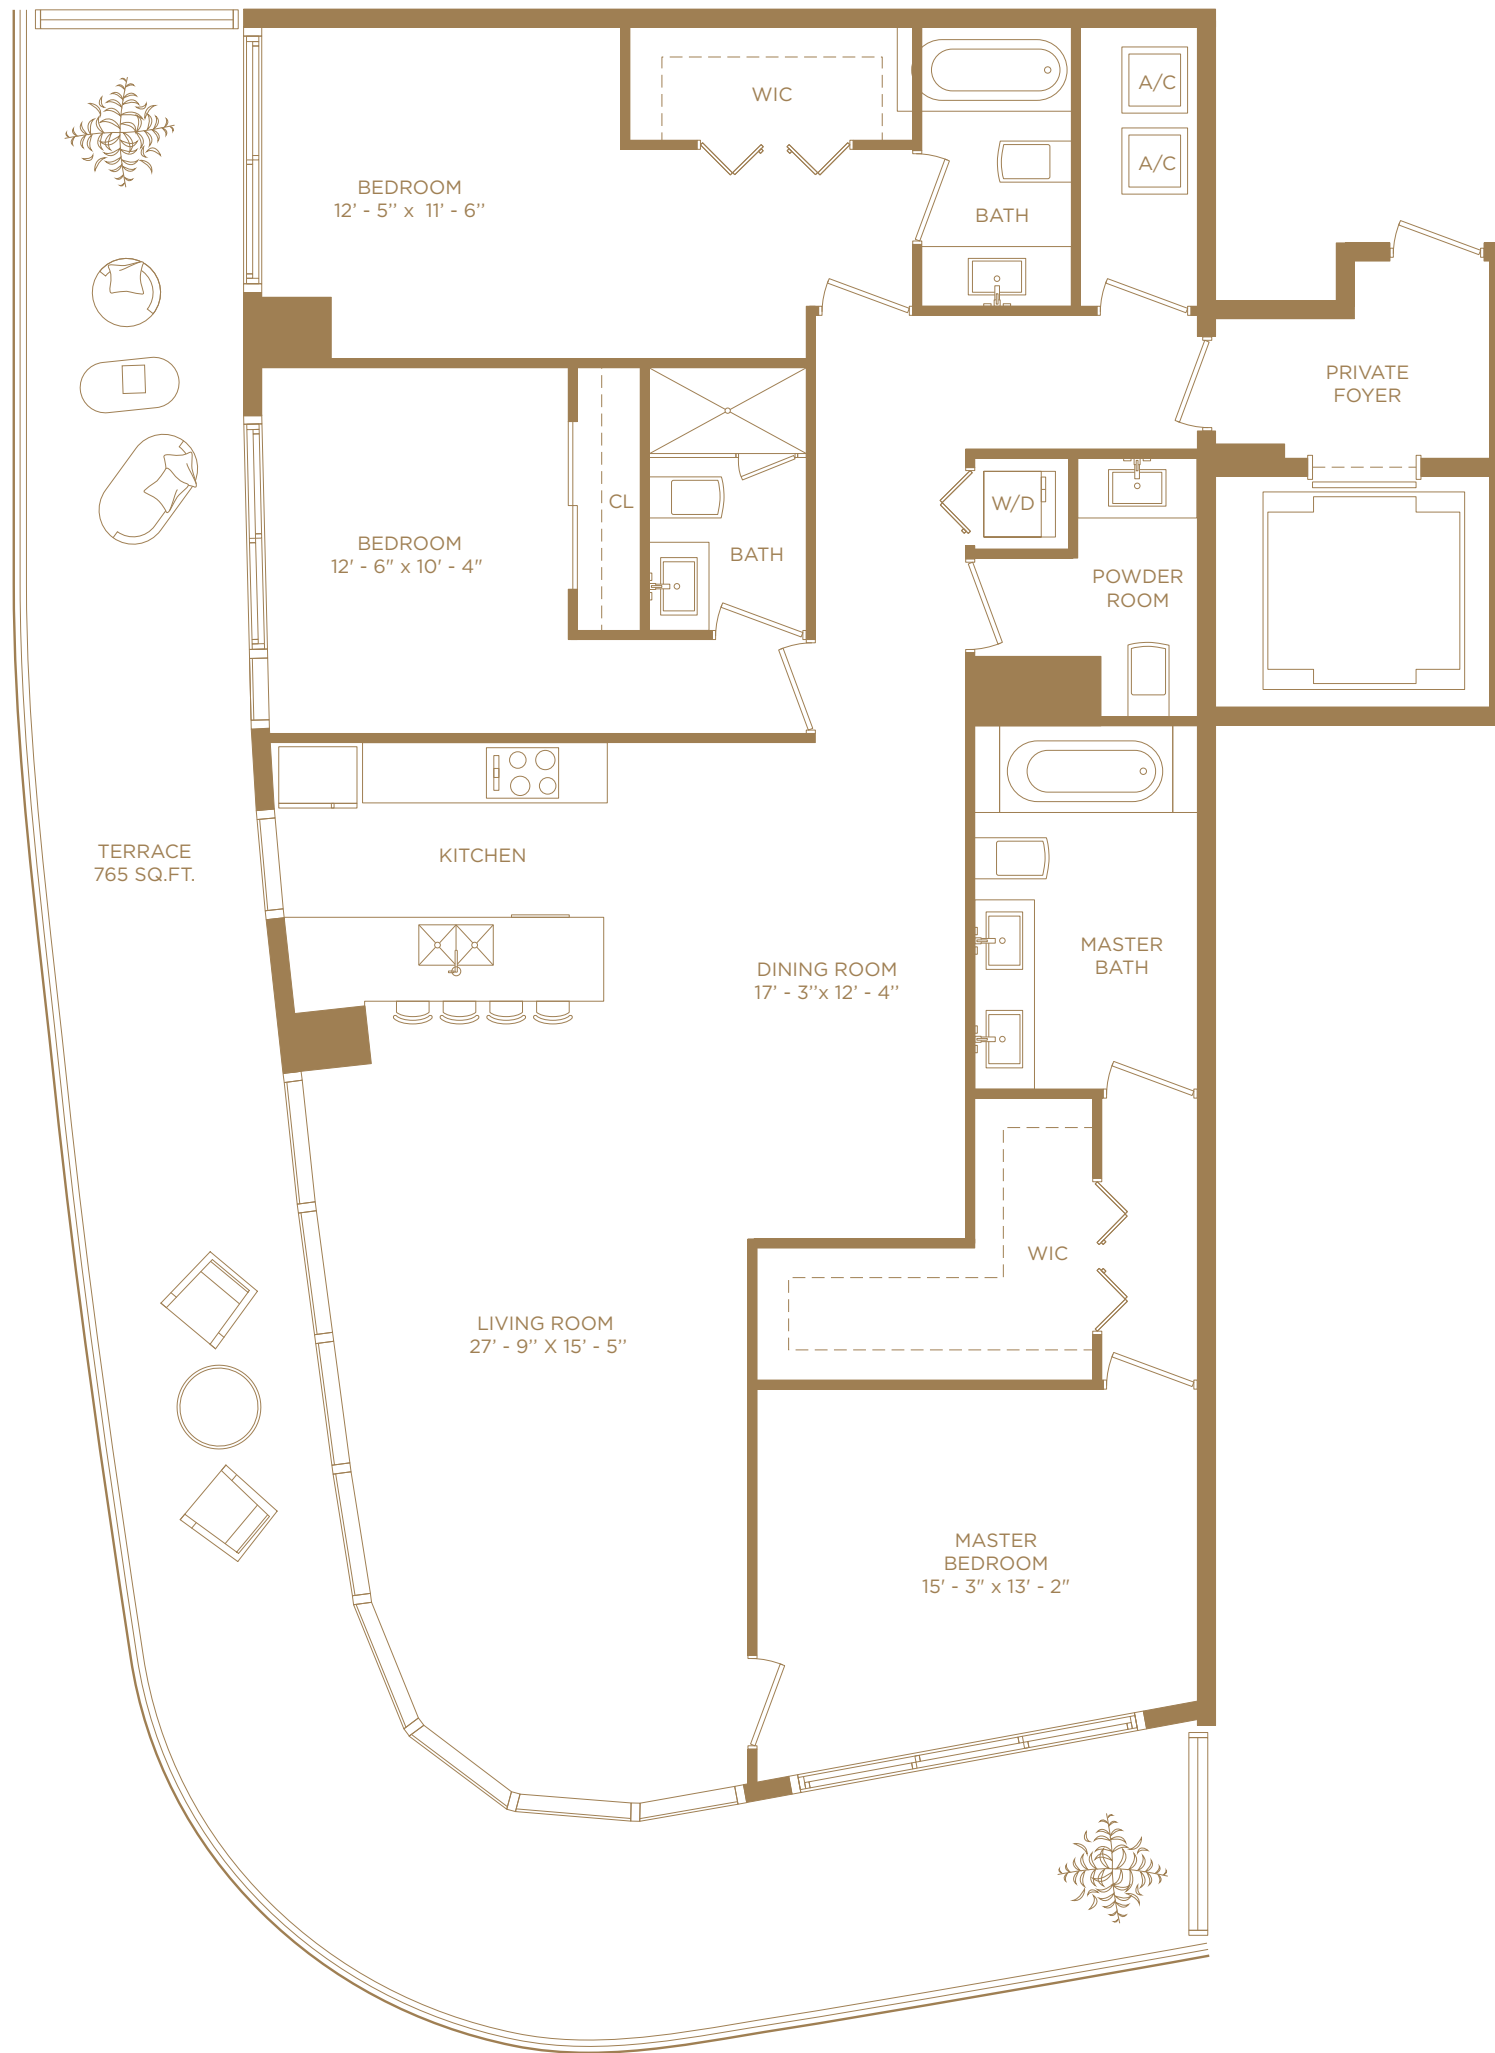 WIC
A/C
A/C
BEDROOM
12’ - 5’’ x  11’ - 6’’
BATH
PRIVATE
FOYER
CL
W/D
BEDROOM
12' - 6" x 10' - 4"
BATH
POWDER
ROOM
TERRACE
765 SQ.FT.
KITCHEN
MASTER
BATH
DINING ROOM
17’ - 3’’x 12’ - 4’’
WIC
LIVING ROOM
27’ - 9’’ X 15’ - 5’’
MASTER
BEDROOM
15' - 3" x 13' - 2"